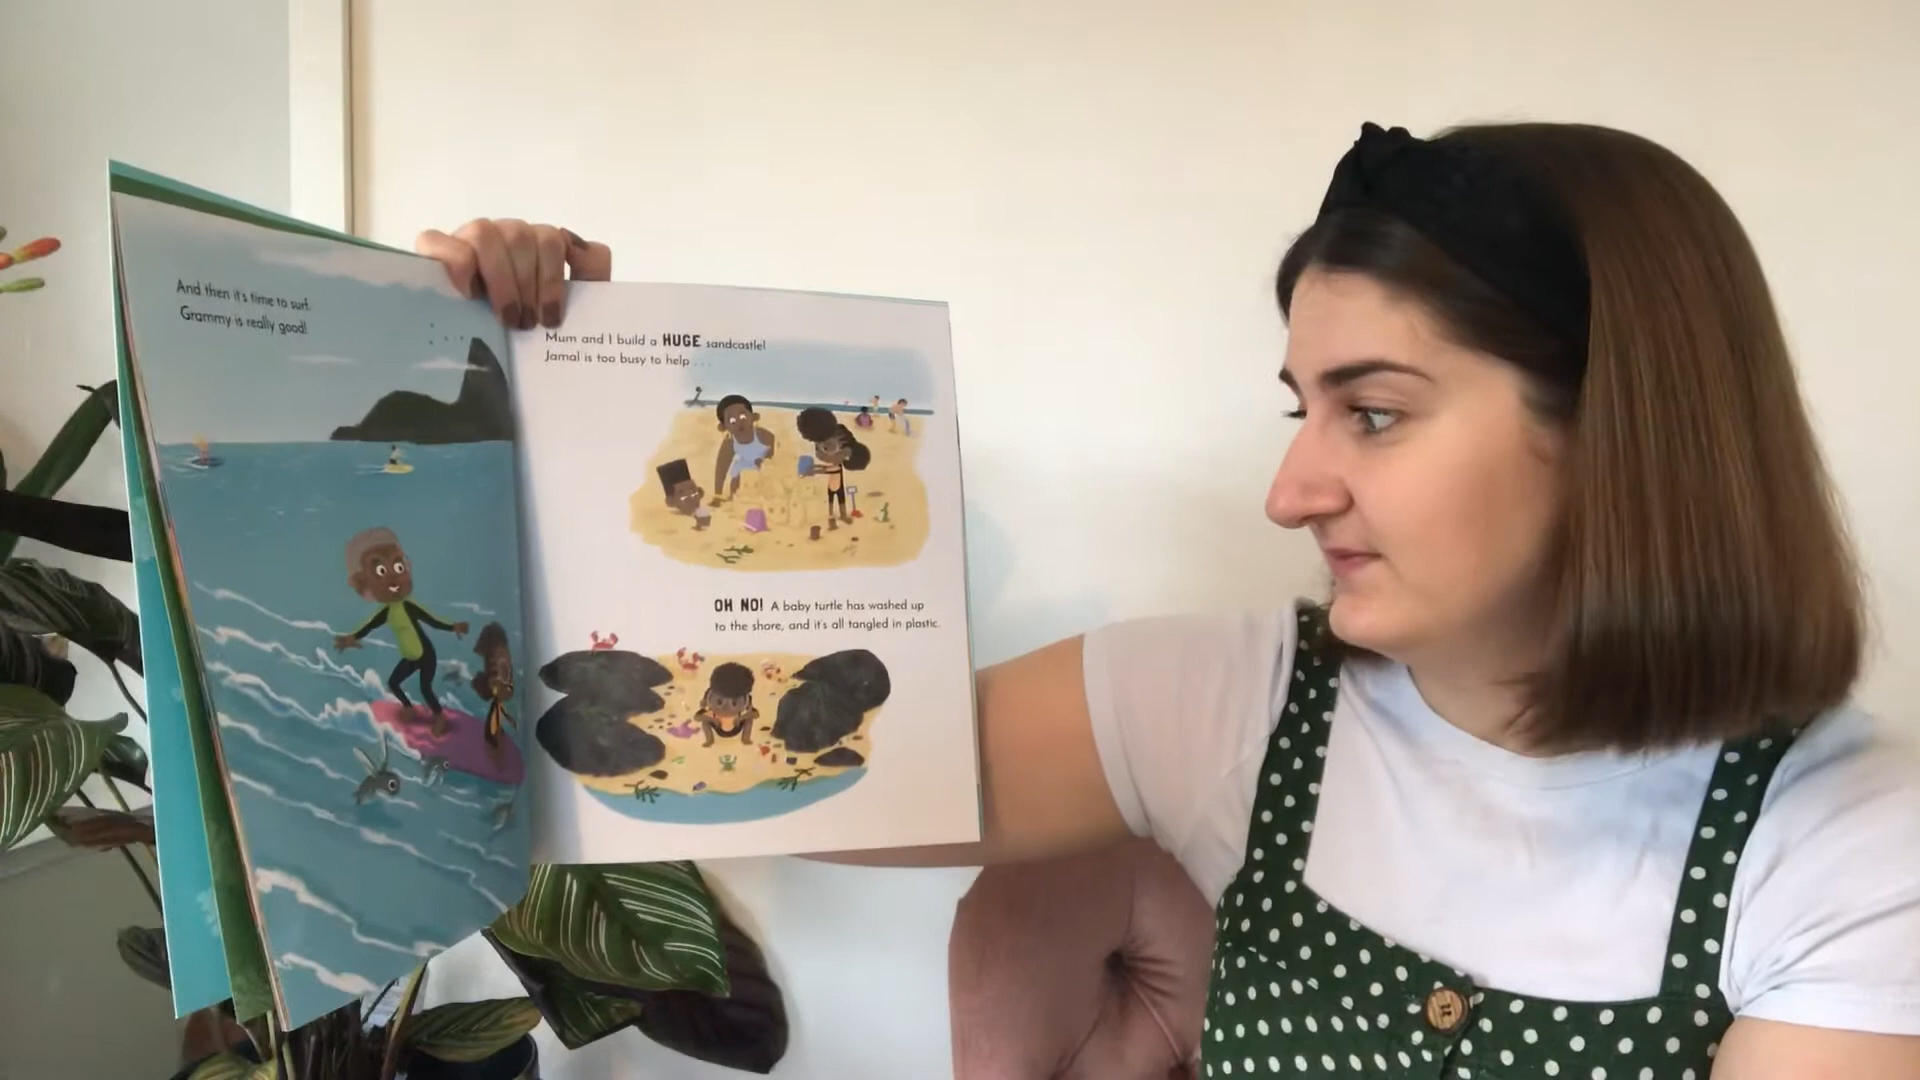 And then it's time to surf.
Grammy is really good!
Mum and I build a HUGE sandcastle!
Jamal is too busy to help . . .
OH NO! A baby turtle has washed up
to the shore, and it's all tangled in plastic.